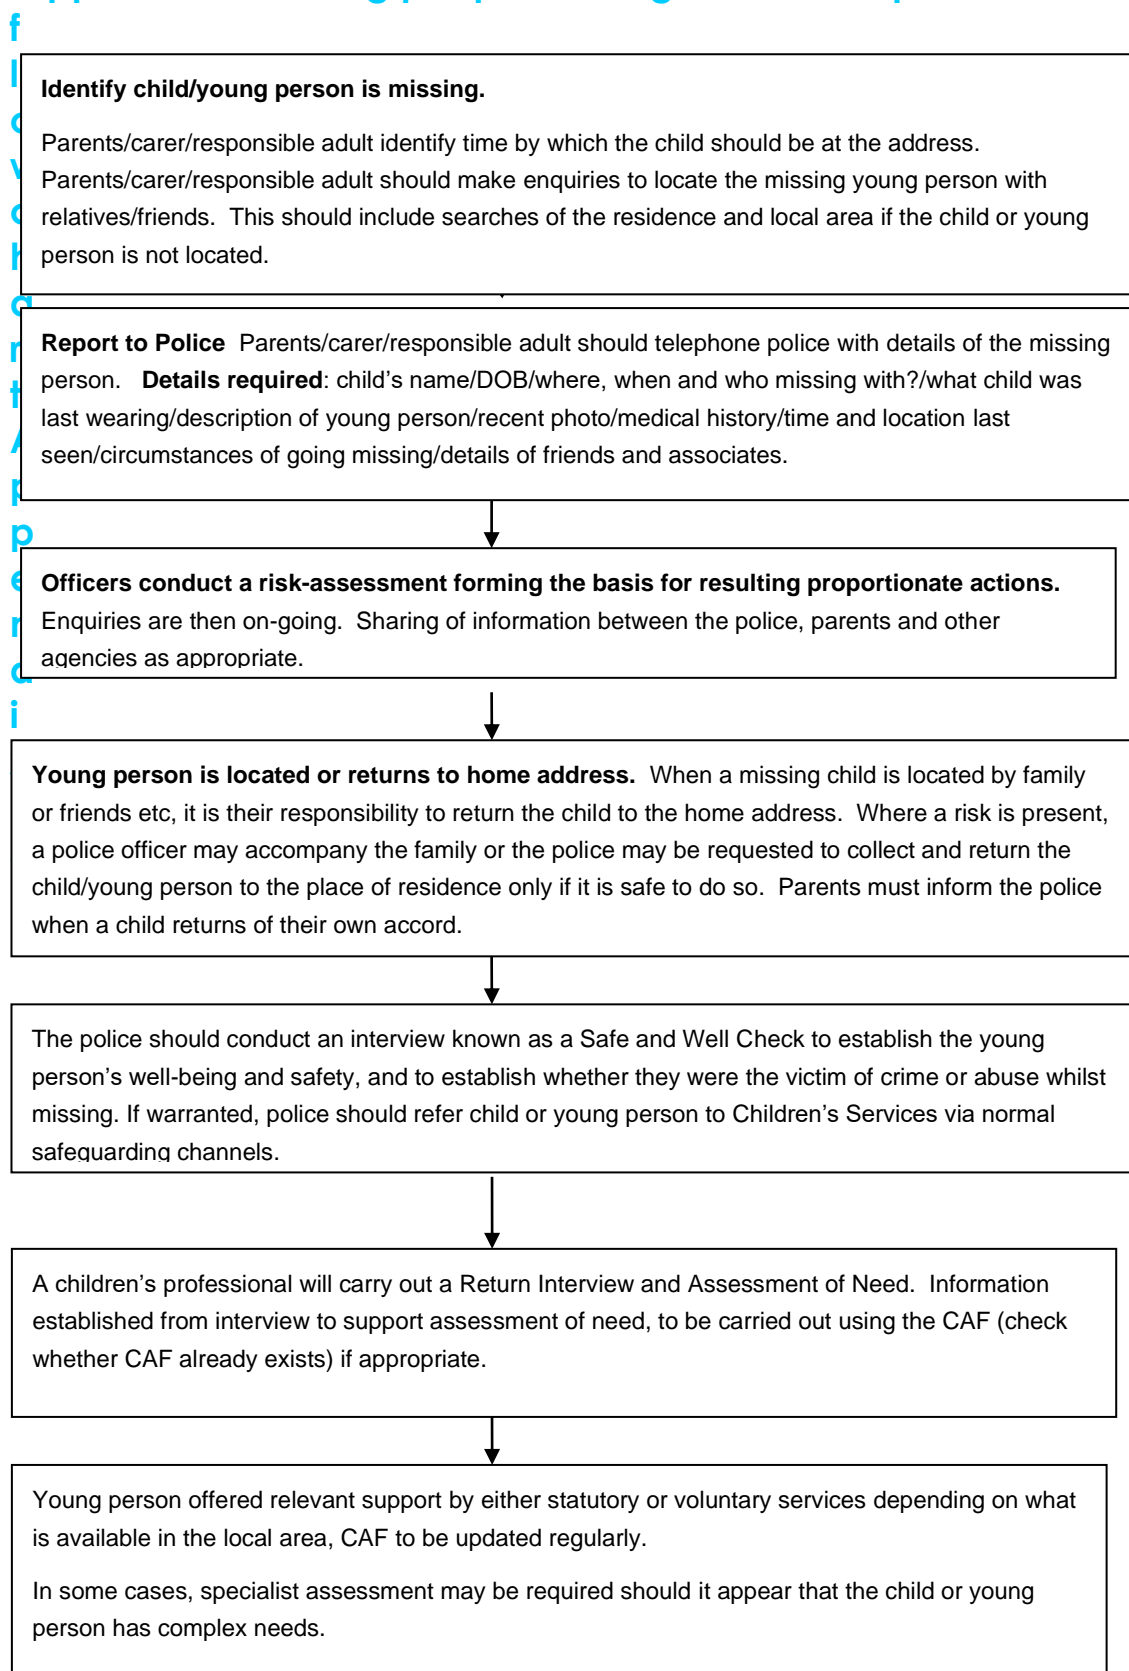 Identify child/young person is missing.
Parents/carer/responsible adult identify time by which the child should be at the address.
Parents/carer/responsible adult should make enquiries to locate the missing young person with
relatives/friends.  This should include searches of the residence and local area if the child or young
person is not located.
Report to Police  Parents/carer/responsible adult should telephone police with details of the missing
person.   Details required: child’s name/DOB/where, when and who missing with?/what child was
last wearing/description of young person/recent photo/medical history/time and location last
seen/circumstances of going missing/details of friends and associates.
Officers conduct a risk-assessment forming the basis for resulting proportionate actions.
Enquiries are then on-going.  Sharing of information between the police, parents and other
agencies as appropriate.
Young person is located or returns to home address.  When a missing child is located by family
or friends etc, it is their responsibility to return the child to the home address.  Where a risk is present,
a police officer may accompany the family or the police may be requested to collect and return the
child/young person to the place of residence only if it is safe to do so.  Parents must inform the police
when a child returns of their own accord.
The police should conduct an interview known as a Safe and Well Check to establish the young
person’s well-being and safety, and to establish whether they were the victim of crime or abuse whilst
missing. If warranted, police should refer child or young person to Children’s Services via normal
safeguarding channels.
A children’s professional will carry out a Return Interview and Assessment of Need.  Information
established from interview to support assessment of need, to be carried out using the CAF (check
whether CAF already exists) if appropriate.
Young person offered relevant support by either statutory or voluntary services depending on what
is available in the local area, CAF to be updated regularly.
In some cases, specialist assessment may be required should it appear that the child or young
person has complex needs.